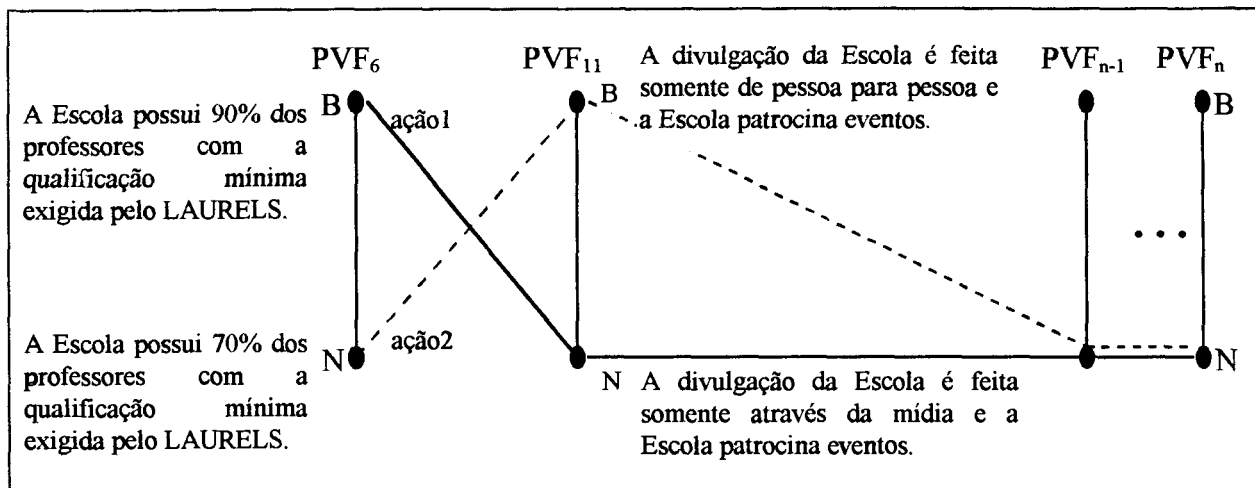 PVF6
PVF11
A divulgação da Escola é feita
somente de pessoa para pessoa e
a Escola patrocina eventos.
PVFn-1
PVFn
A Escola possui 90% dos
professores com a
qualificação mínima
exigida pelo LAURELS.
B
ação1
B
B
...
A Escola possui 70% dos
professores com a
qualificação mínima
exigida pelo LAURELS.
N
ação2
N
A divulgação da Escola é feita
somente através da mídia e a
Escola patrocina eventos.
N